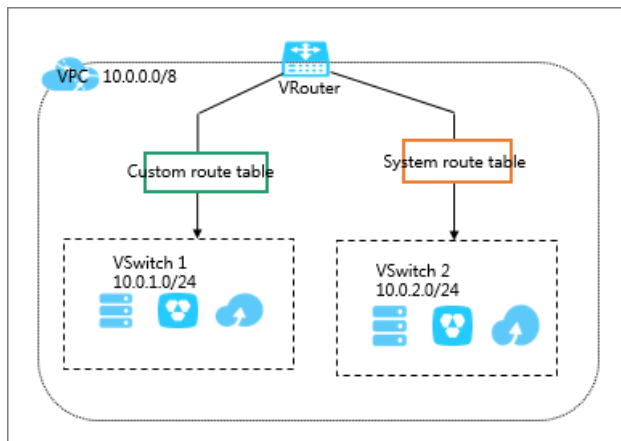 VPC 10.0.0.0/8
VRouter
Custom route table
System route table
VSwitch 1
10.0.1.0/24
VSwitch 2
10.0.2.0/24